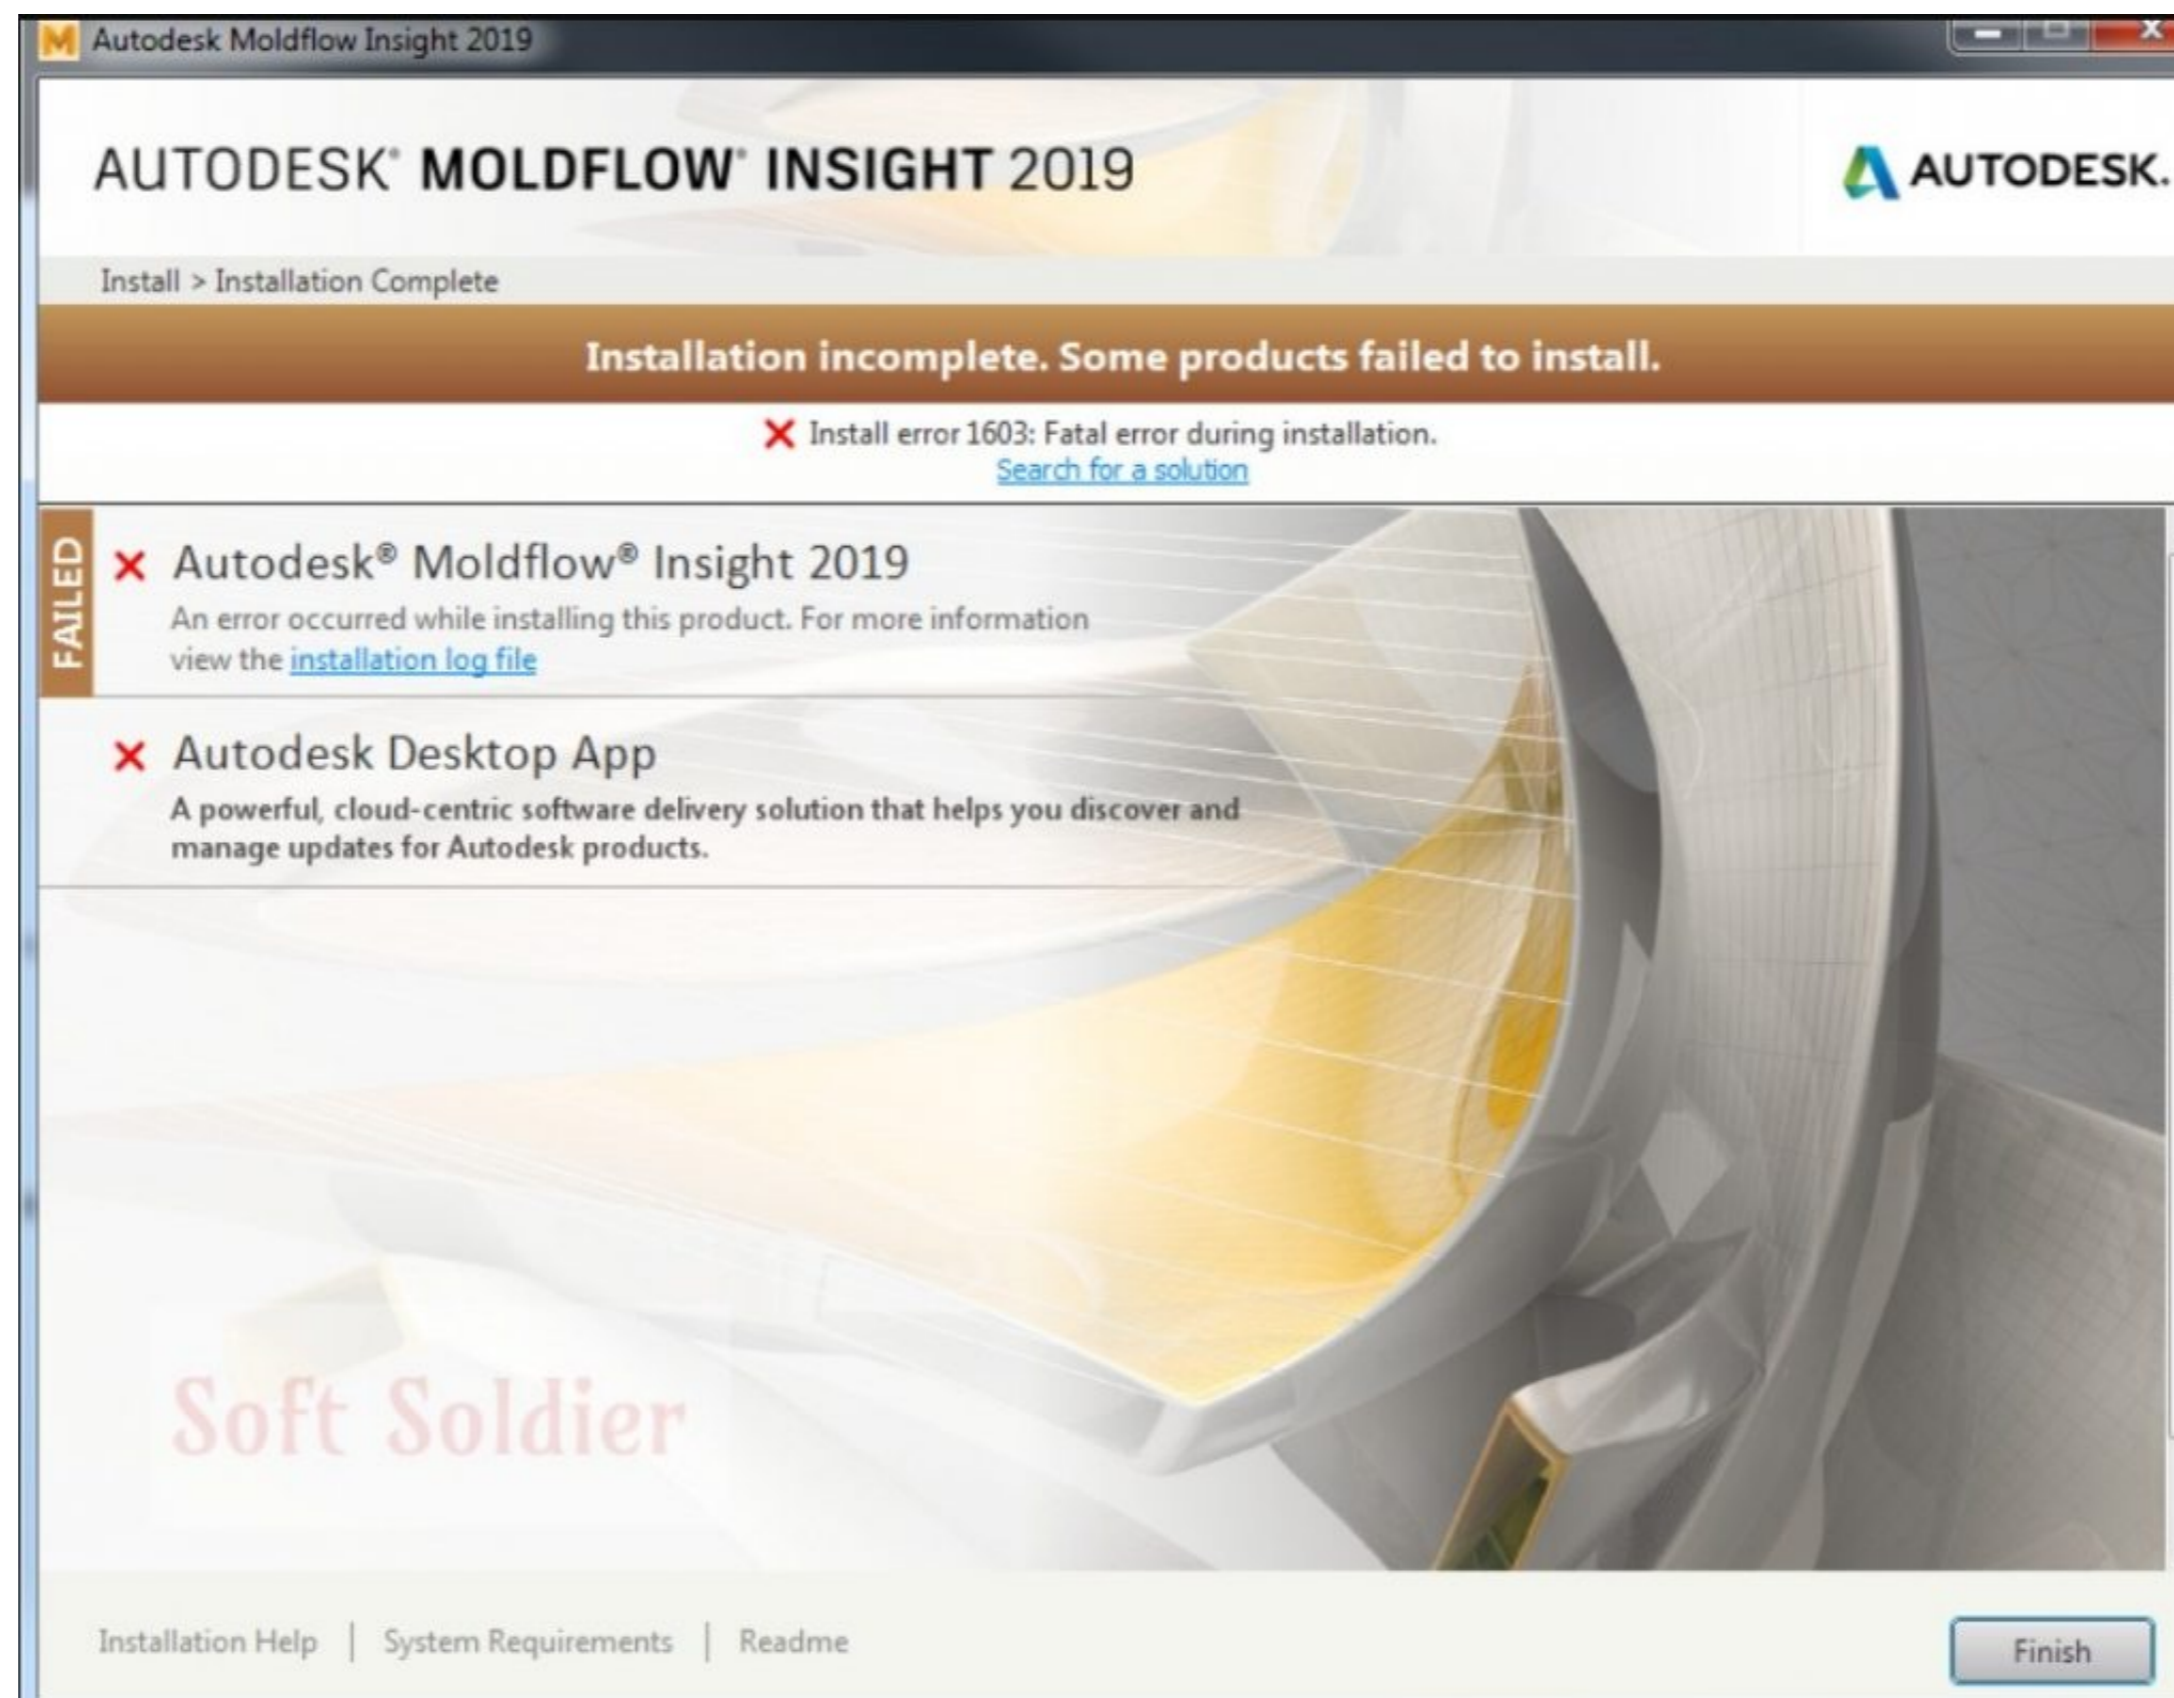 Autodesk Moldflow Insight 2019
AUTODESK® MOLDFLOW® INSIGHT 2019
AUTODESK.
Install > Installation Complete
Installation incomplete. Some products failed to install.
Install error 1603: Fatal error during installation.
Search for a solution
FAILED
Autodesk® Moldflow® Insight 2019
An error occurred while installing this product. For more information
view the installation log file
Autodesk Desktop App
A powerful, cloud-centric software delivery solution that helps you discover and
manage updates for Autodesk products.
Soft Soldier
Installation Help | System Requirements | Readme
Finish